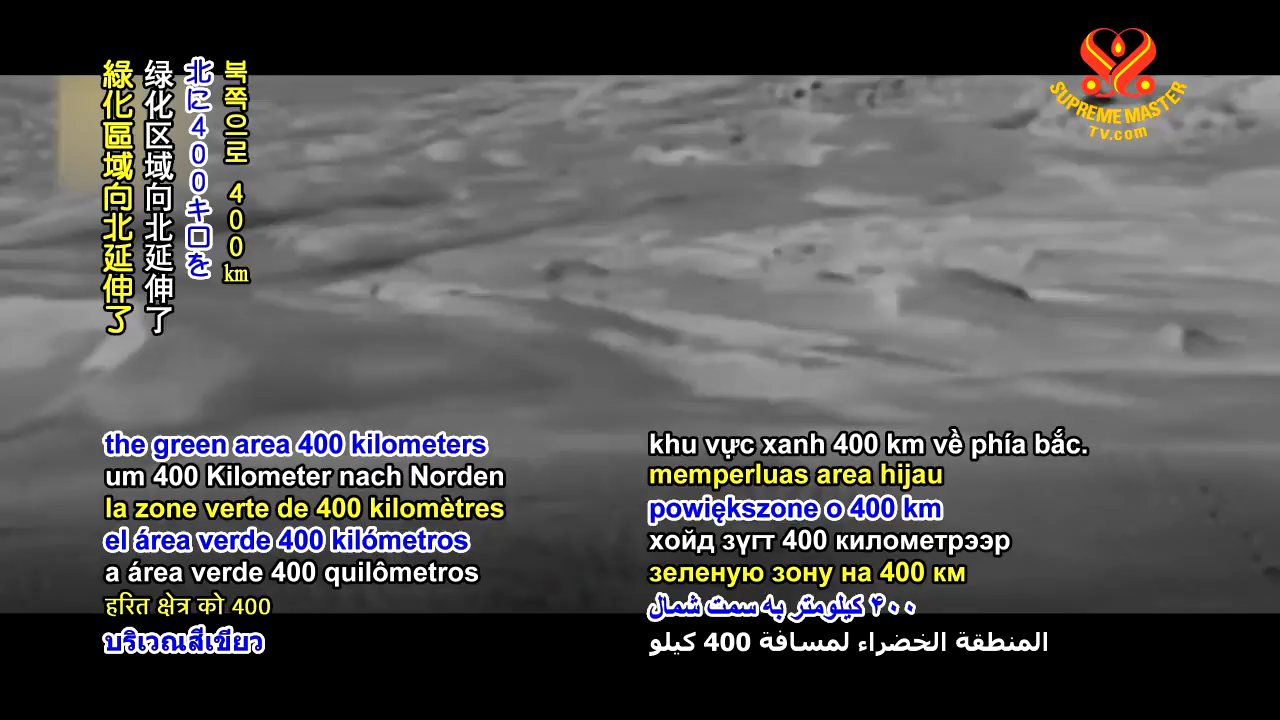 綠化區域向北延伸了
绿化区域向北延伸了
北に400キロを
북쪽으로 400㎞
SUPREME MASTER
TV.com
the green area 400 kilometers
um 400 Kilometer nach Norden
la zone verte de 400 kilomètres
el área verde 400 kilómetros
a área verde 400 quilômetros
हरित क्षेत्र को 400
บริเวณสีเขียว
khu vực xanh 400 km về phía bắc.
memperluas area hijau
powiększone o 400 km
хойд зүгт 400 километрээр
зеленую зону на 400 км
۴۰۰ کیلومتر به سمت شمال
المنطقة الخضراء لمسافة 400 كيلو